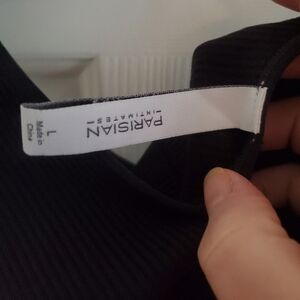 PARISIAN
INTIMATES
L
Made in
China